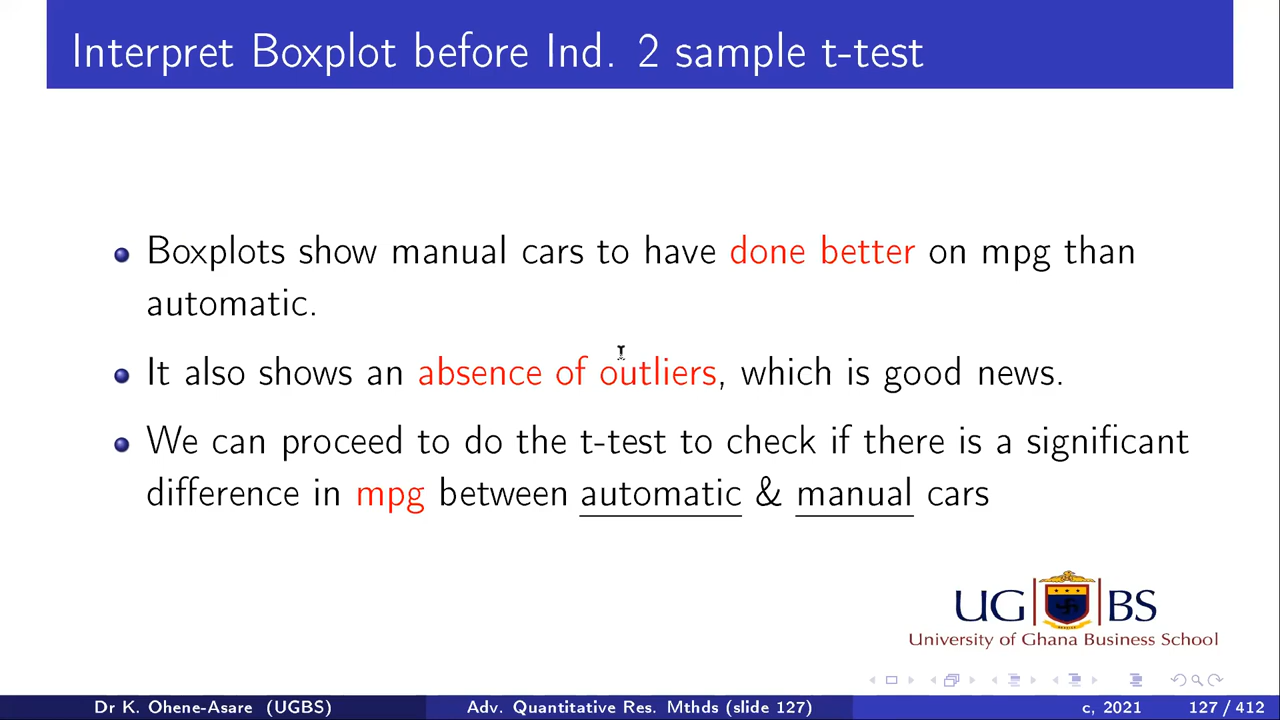 Interpret Boxplot before Ind. 2 sample t-test
Boxplots show manual cars to have done better on mpg than
automatic.
It also shows an absence of outliers, which is good news.
We can proceed to do the t-test to check if there is a significant
difference in mpg between automatic & manual cars
UG BS
University of Ghana Business School
Dr K. Ohene-Asare (UGBS) Adv. Quantitative Res. Mthds (slide 127) c, 2021 127 / 412